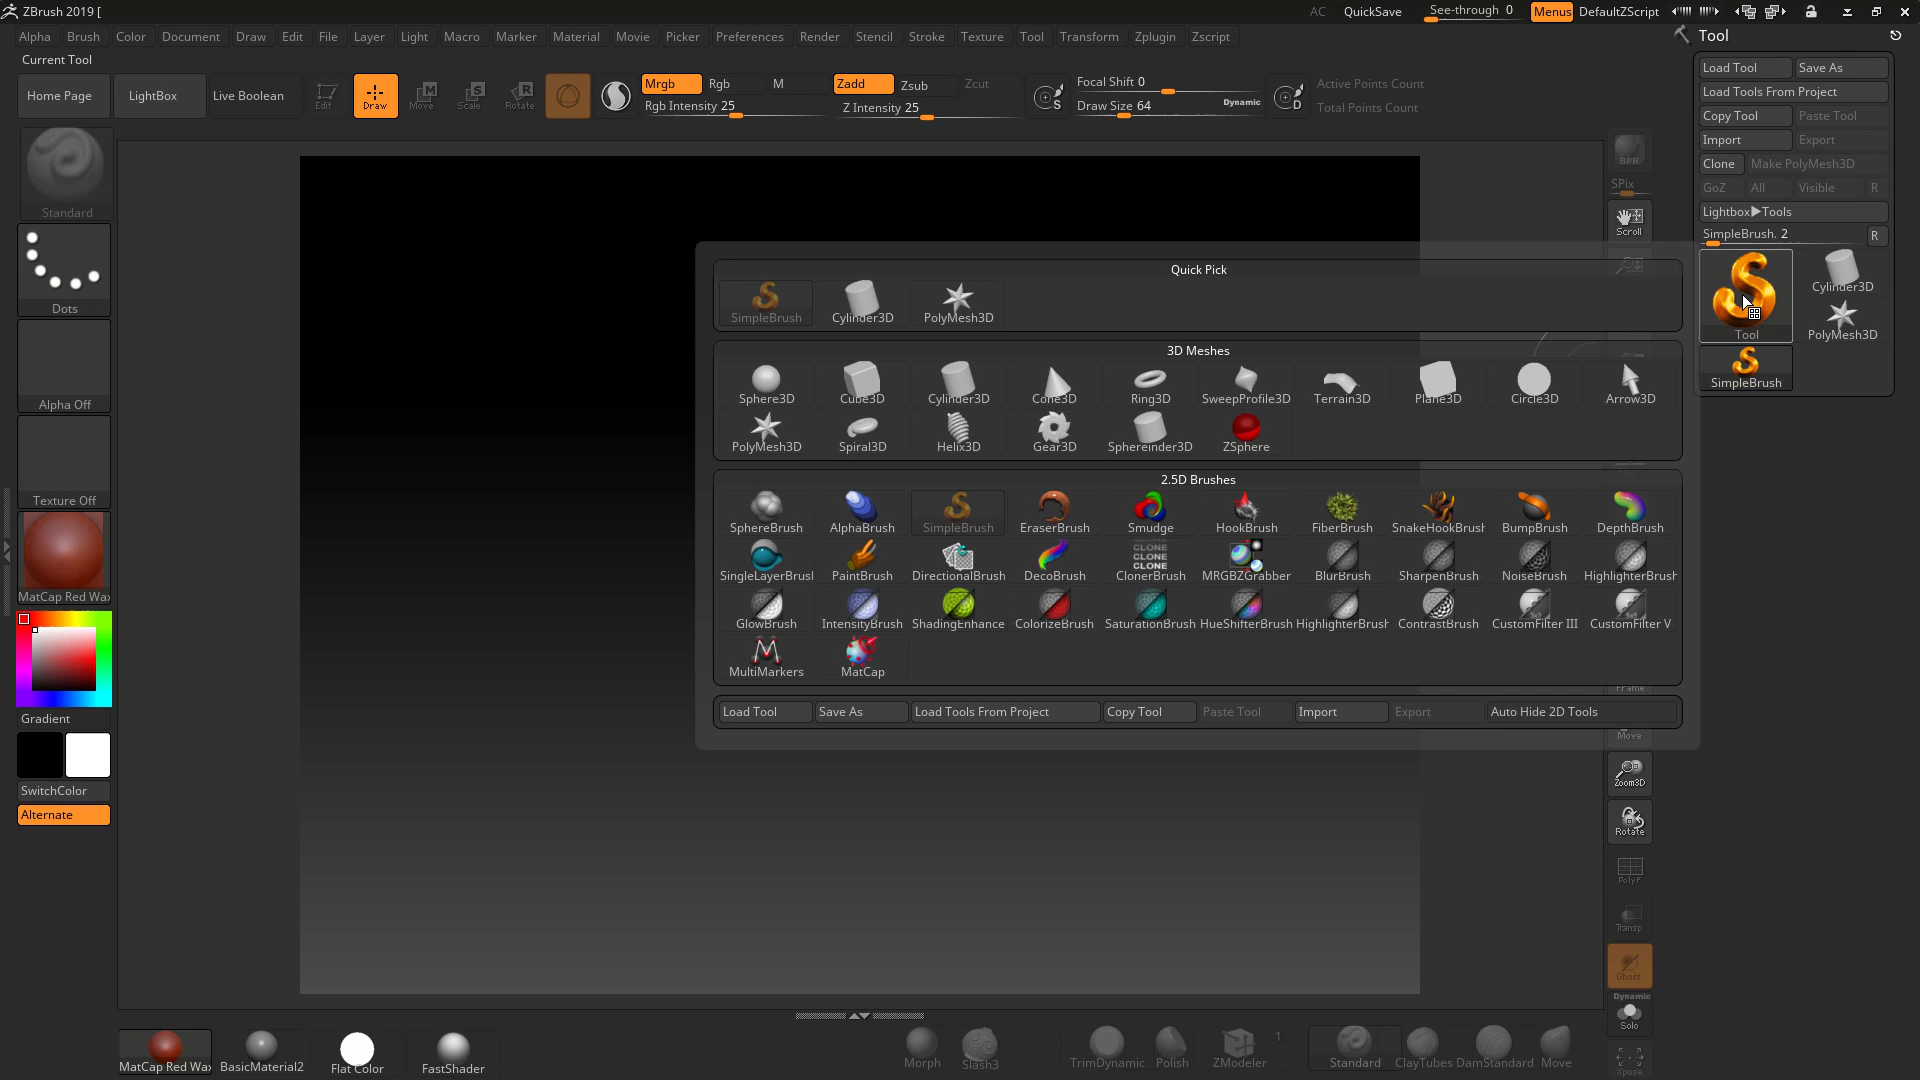 ZBrush 2019 [ AC QuickSave See-through 0 Menus DefaultZScript
Alpha Brush Color Document Draw Edit File Layer Light Macro Marker Material Movie Picker Preferences Render Stencil Stroke Texture Tool Transform Zplugin Zscript
Tool
Current Tool
Load Tool Save As
Load Tools From Project
Copy Tool Paste Tool
Import Export
Clone Make PolyMesh3D
GoZ All Visible R
Lightbox▶Tools
SimpleBrush. 2 R
Tool
Cylinder3D
PolyMesh3D
SimpleBrush
Home Page LightBox Live Boolean Edit Draw Move Scale Rotate
Mrgb Rgb M
Rgb Intensity 25
Zadd Zsub Zcut
Z Intensity 25
S
Focal Shift 0
Draw Size 64 Dynamic
D
Active Points Count
Total Points Count
Standard
Dots
Alpha Off
Texture Off
MatCap Red Wax
Gradient
SwitchColor
Alternate
BPR
SPix
Scroll
Quick Pick
SimpleBrush Cylinder3D PolyMesh3D
3D Meshes
Sphere3D Cube3D Cylinder3D Cone3D Ring3D SweepProfile3D Terrain3D Plane3D Circle3D Arrow3D
PolyMesh3D Spiral3D Helix3D Gear3D Sphereinder3D ZSphere
2.5D Brushes
SphereBrush AlphaBrush SimpleBrush EraserBrush Smudge HookBrush FiberBrush SnakeHookBrush BumpBrush DepthBrush
CLONE
CLONE
CLONE
SingleLayerBrusl PaintBrush DirectionalBrush DecoBrush ClonerBrush MRGBZGrabber BlurBrush SharpenBrush NoiseBrush HighlighterBrush
GlowBrush IntensityBrush ShadingEnhance ColorizeBrush SaturationBrush HueShifterBrush HighlighterBrush ContrastBrush CustomFilter III CustomFilter V
MultiMarkers MatCap
Load Tool Save As Load Tools From Project Copy Tool Paste Tool Import Export Auto Hide 2D Tools
Frame
Move
Zoom3D
Rotate
PolyF
Transp
Ghost
Dynamic
Solo
Xpose
MatCap Red Wax BasicMaterial2 Flat Color FastShader
Morph Slash3 TrimDynamic Polish ZModeler 1 Standard ClayTubes DamStandard Move